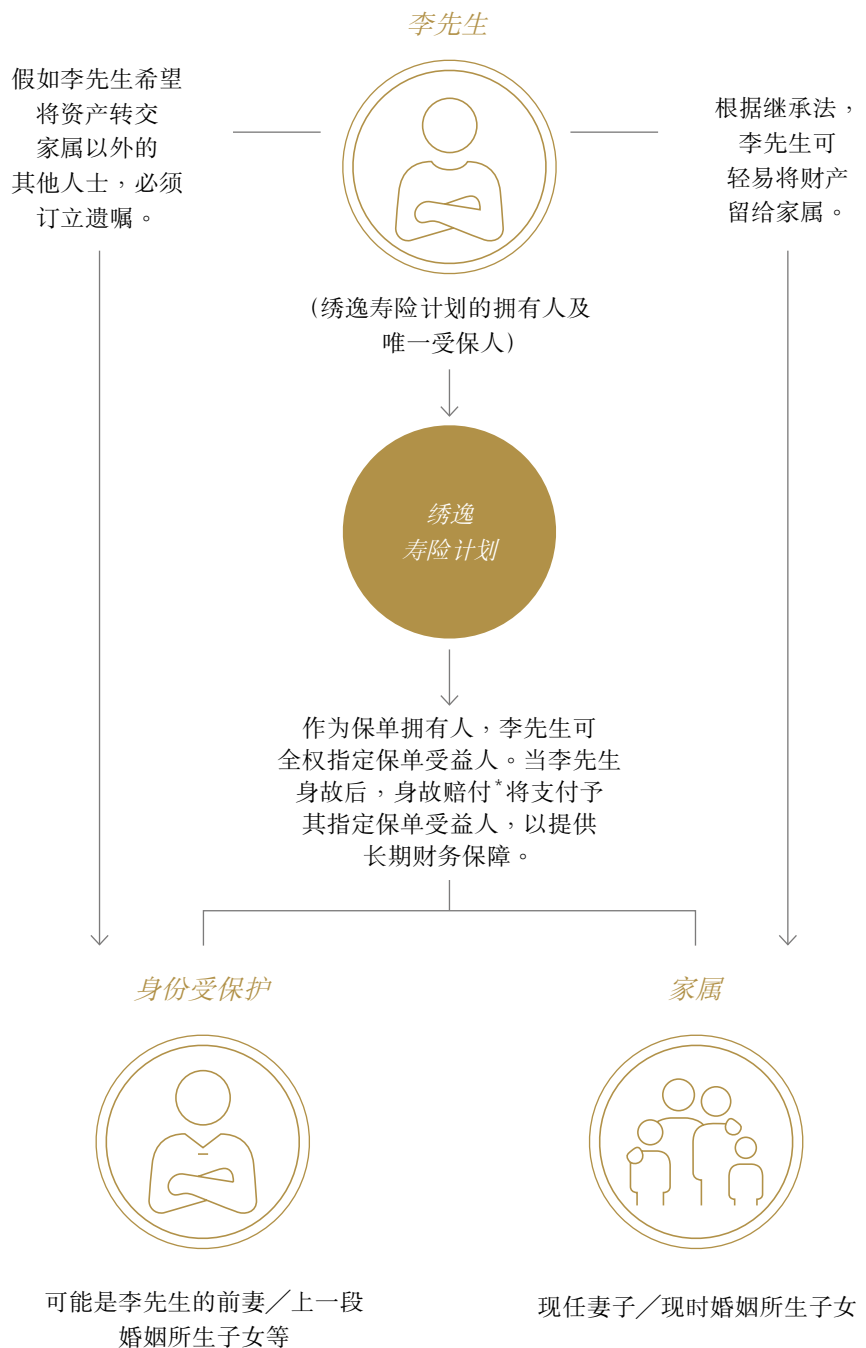 李先生
假如李先生希望
将资产转交
家属以外的
其他人士，必须
订立遗嘱。
根据继承法，
李先生可
轻易将财产
留给家属。
(绣逸寿险计划的拥有人及
唯一受保人)
绣逸
寿险计划
作为保单拥有人，李先生可
全权指定保单受益人。当李先生
身故后，身故赔付*将支付予
其指定保单受益人，以提供
长期财务保障。
身份受保护
家属
可能是李先生的前妻／上一段
婚姻所生子女等
现任妻子／现时婚姻所生子女